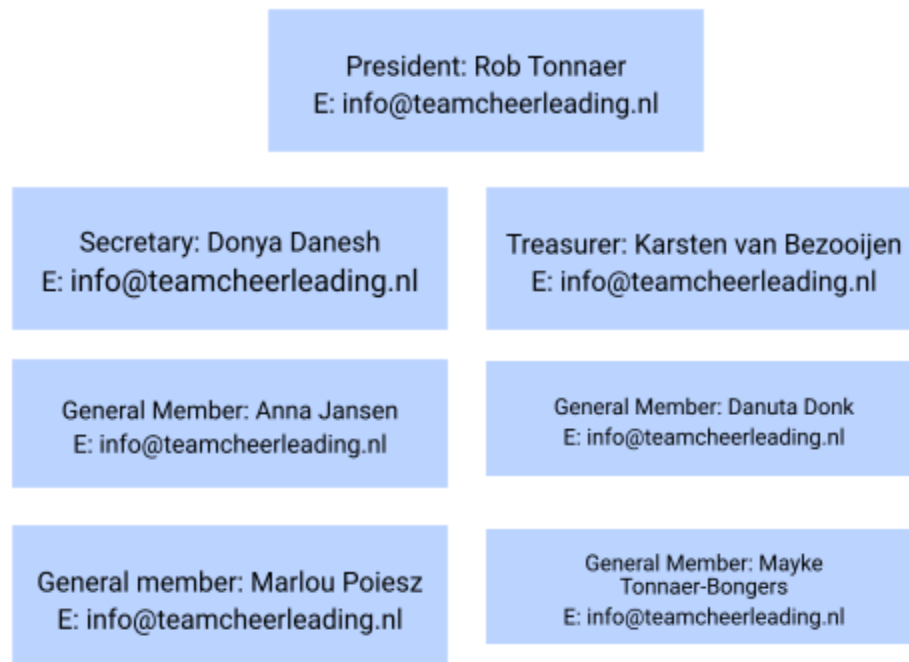 President: Rob Tonnaer
E: info@teamcheerleading.nl
Secretary: Donya Danesh
E: info@teamcheerleading.nl
Treasurer: Karsten van Bezooijen
E: info@teamcheerleading.nl
General Member: Anna Jansen
E: info@teamcheerleading.nl
General Member: Danuta Donk
E: info@teamcheerleading.nl
General member: Marlou Poiesz
E: info@teamcheerleading.nl
General Member: Mayke
Tonnaer-Bongers
E: info@teamcheerleading.nl